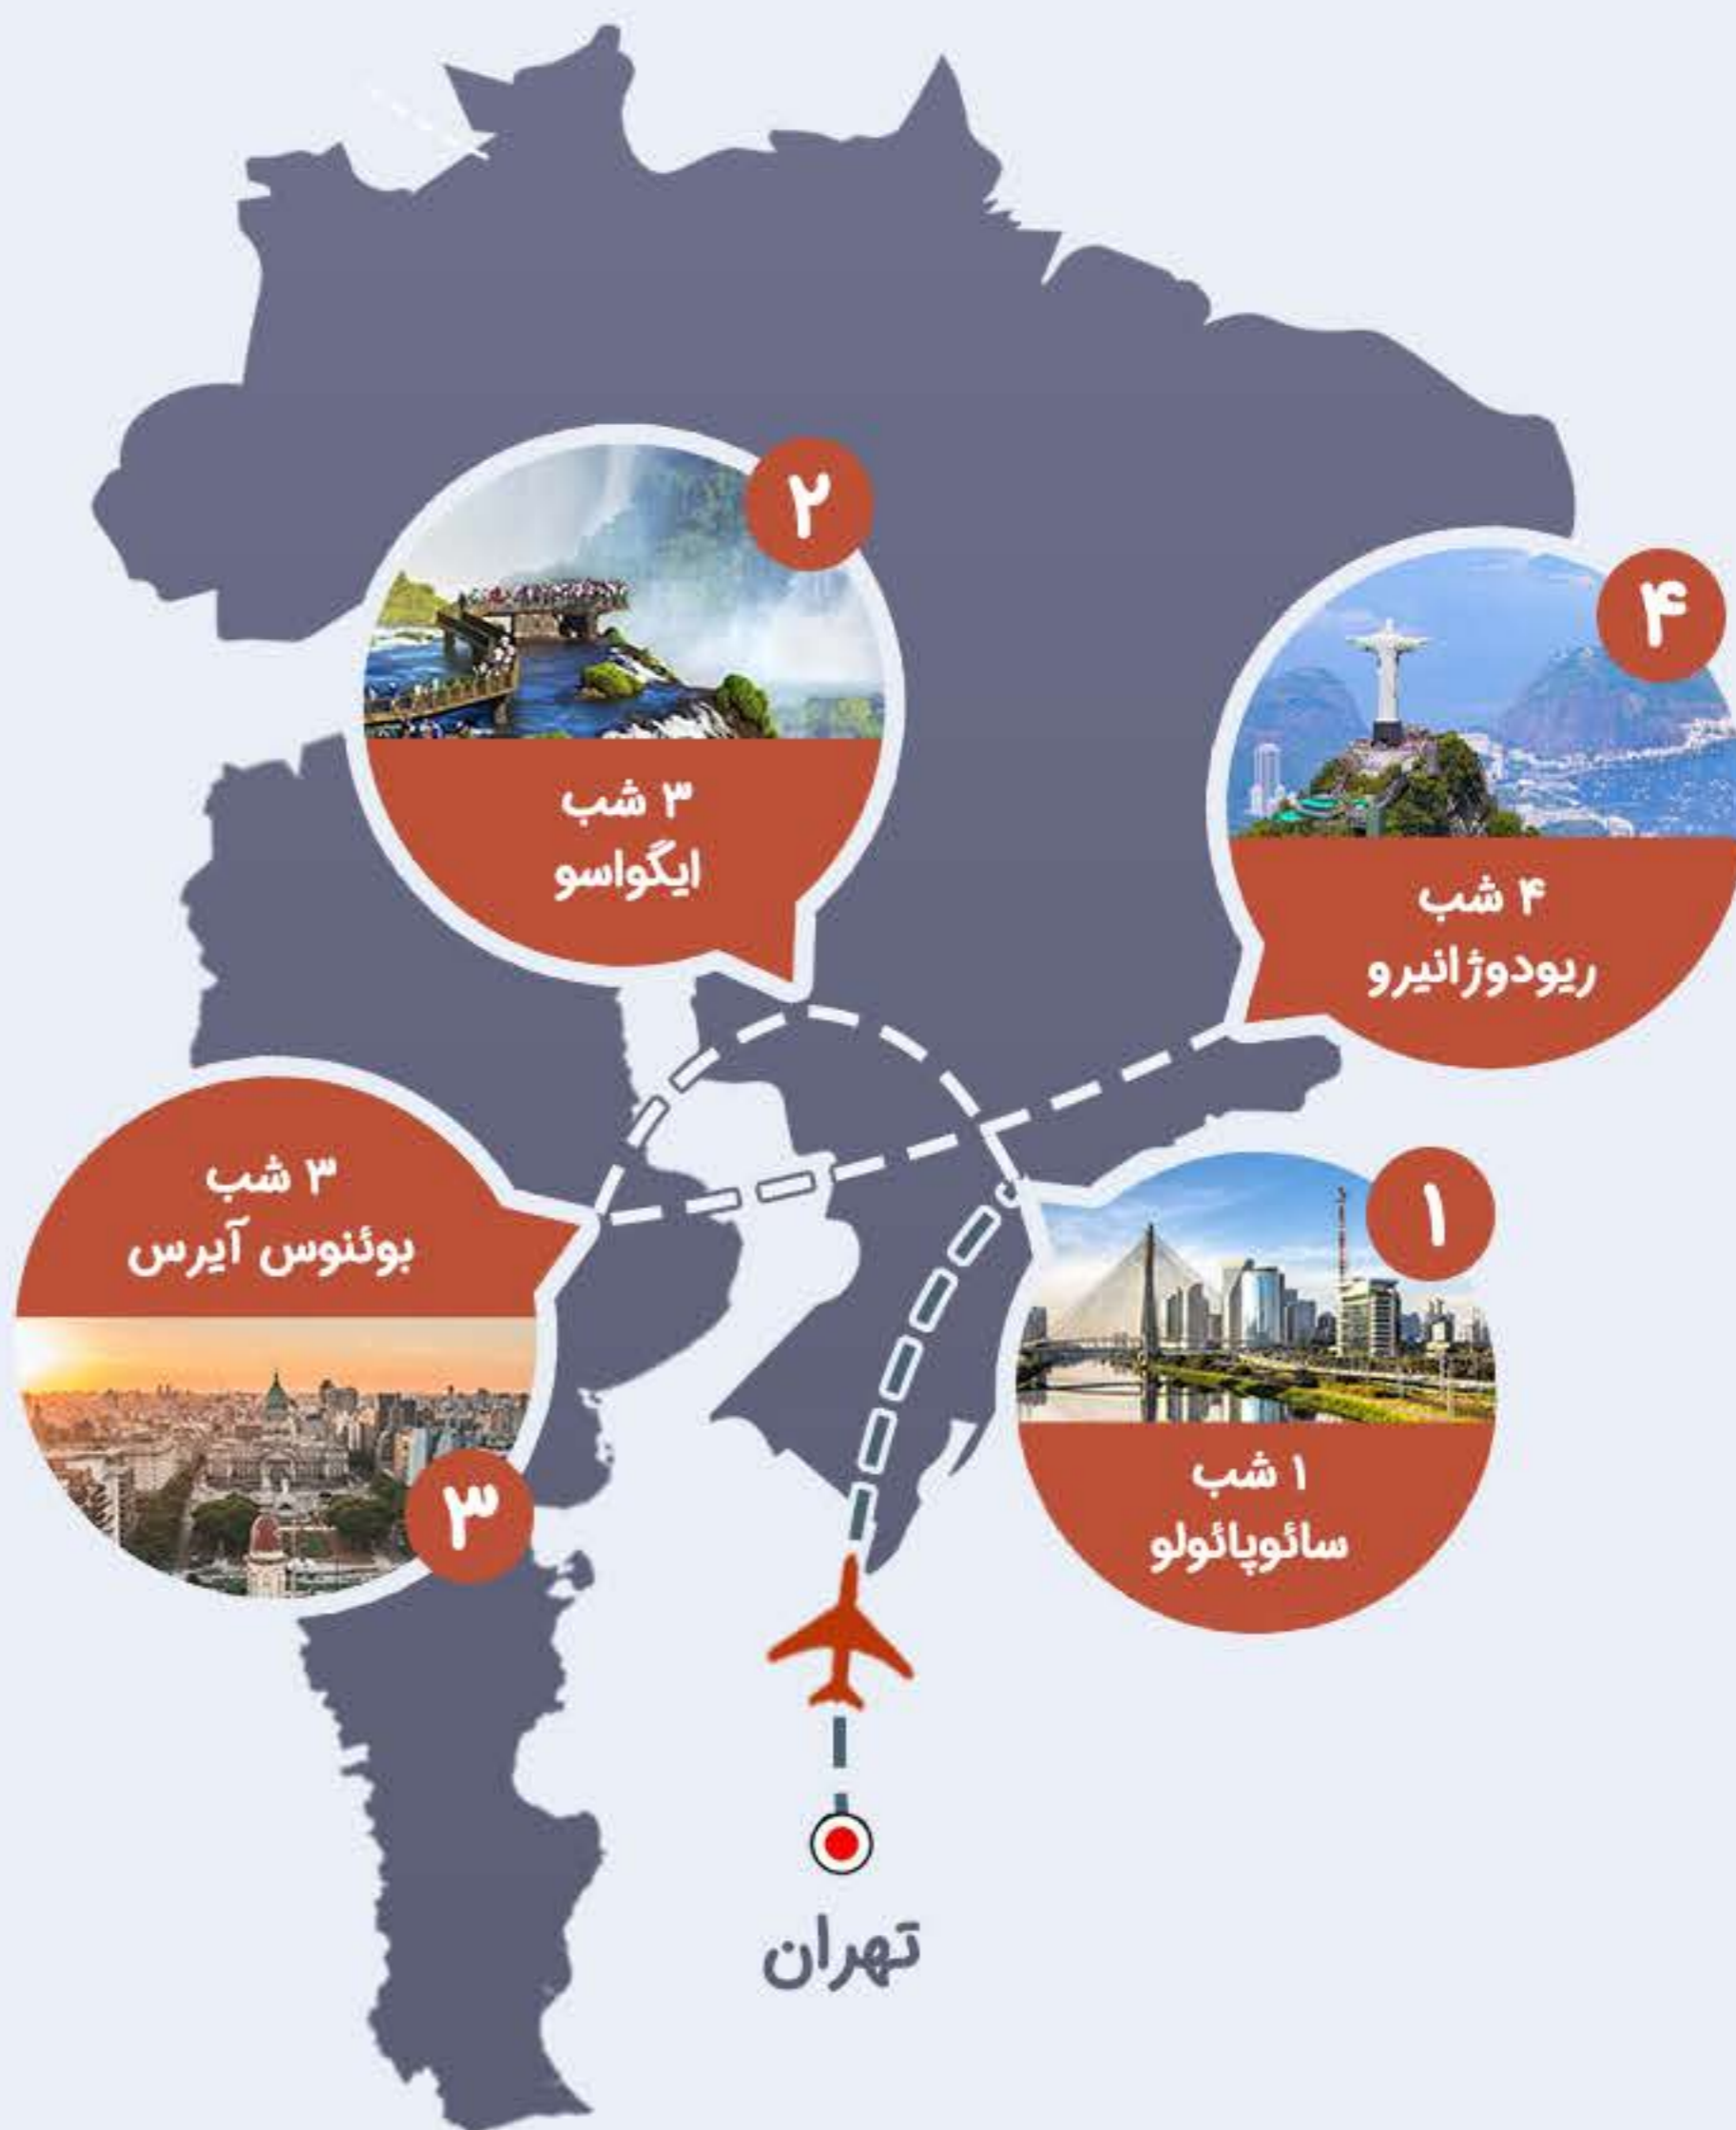 ۲
۳ شب
ایگواسو
۴
۴ شب
ریودوژانیرو
۳ شب
بوئنوس آیرس
۳
۱
۱ شب
سائوپائولو
تهران